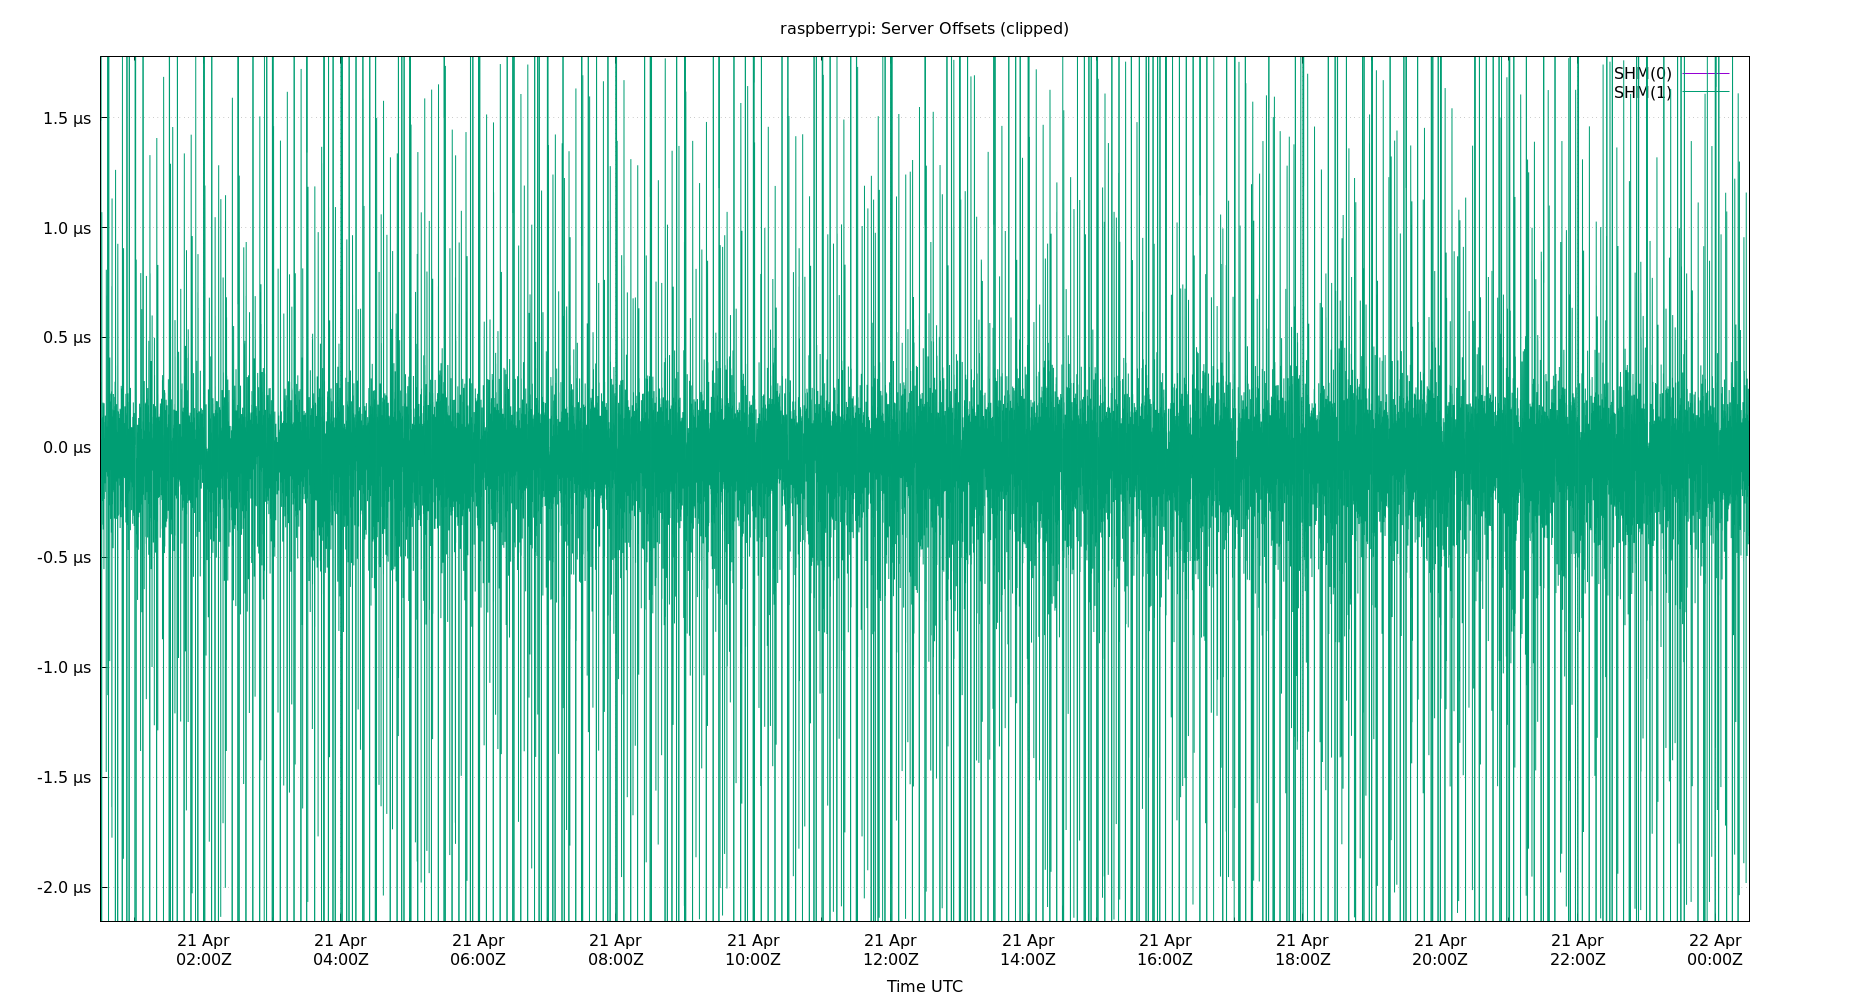 raspberrypi: Server Offsets (clipped)
SHM(0)
SHM(1)
1.5 µs
1.0 µs
0.5 µs
0.0 µs
-0.5 µs
-1.0 µs
-1.5 µs
-2.0 µs
21 Apr 21 Apr 21 Apr 21 Apr 21 Apr 21 Apr 21 Apr 21 Apr 21 Apr 21 Apr 21 Apr 22 Apr
02:00Z 04:00Z 06:00Z 08:00Z 10:00Z 12:00Z 14:00Z 16:00Z 18:00Z 20:00Z 22:00Z 00:00Z
Time UTC